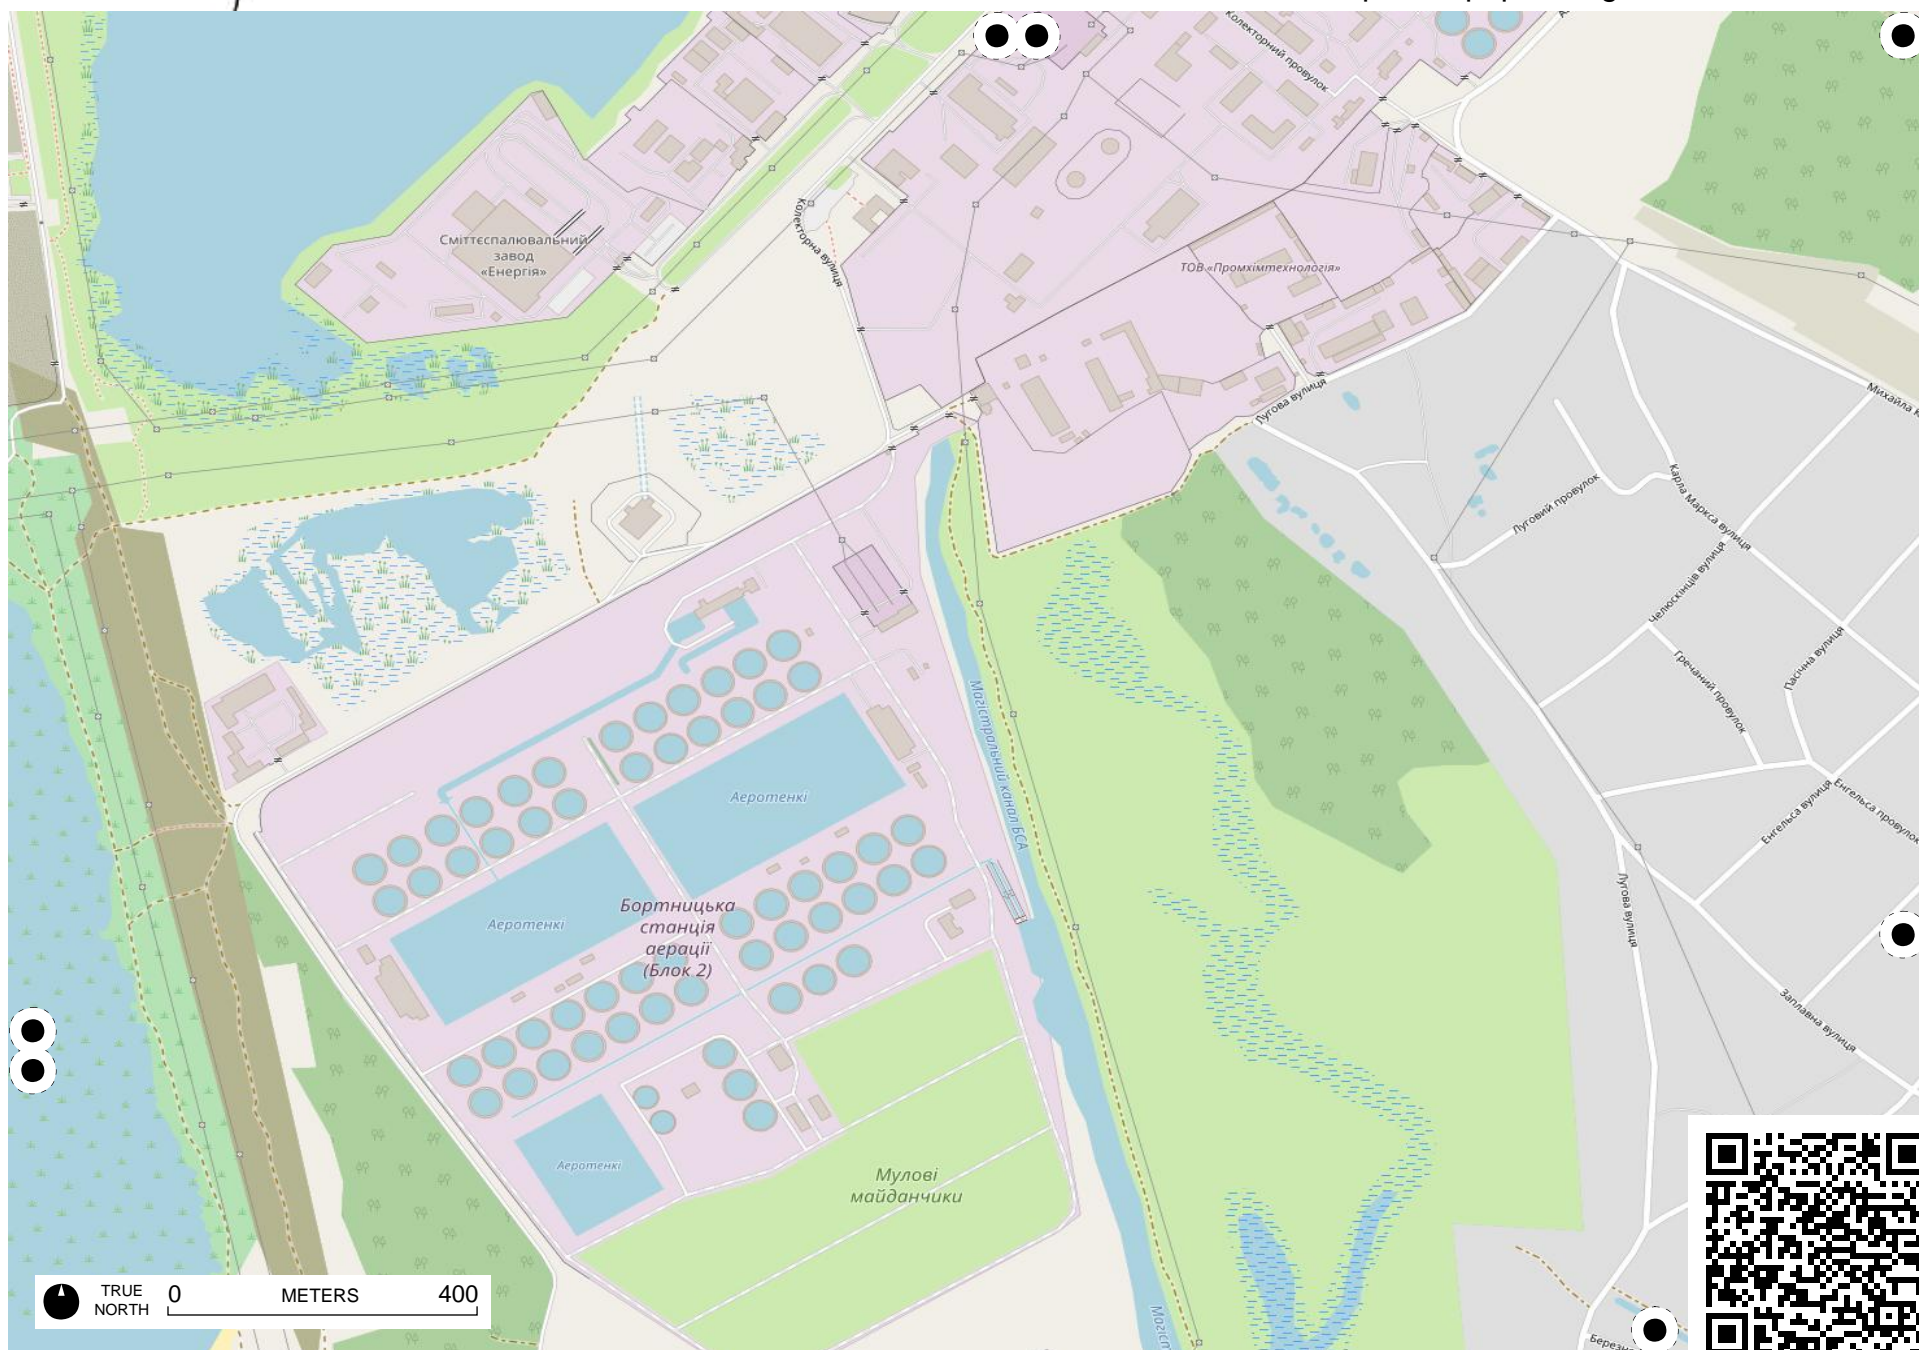 Колекторний провулок
Колекторна вулиця
Сміттєспалювальний
завод
«Енергія»
ТОВ «Промхімтехнологія»
Лугова вулиця
Михайла
Луговий провулок
Карла Маркса вулиця
Челюскінців вулиця
Гречаний провулок
Пасічна вулиця
Магістральний канал БСА
Аеротенкі
Енгельса вулиця
Енгельса провулок
Бортницька
станція
аерації
(Блок 2)
Аеротенкі
Лугова вулиця
Заплавна вулиця
Аеротенкі
Мулові
майданчики
TRUE
NORTH
0 METERS 400